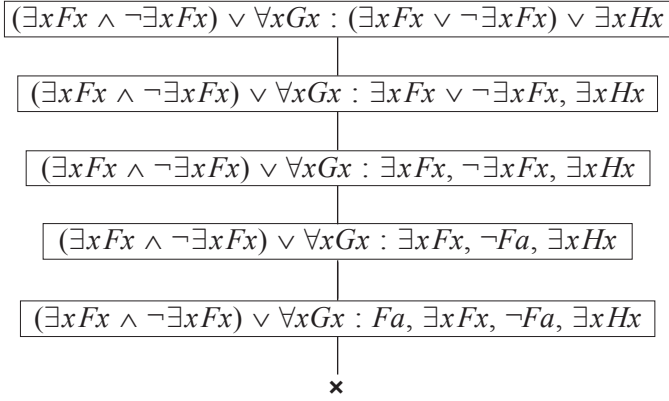 (∃xFx ∧ ¬∃xFx) ∨ ∀xGx : (∃xFx ∨ ¬∃xFx) ∨ ∃xHx
(∃xFx ∧ ¬∃xFx) ∨ ∀xGx : ∃xFx ∨ ¬∃xFx, ∃xHx
(∃xFx ∧ ¬∃xFx) ∨ ∀xGx : ∃xFx, ¬∃xFx, ∃xHx
(∃xFx ∧ ¬∃xFx) ∨ ∀xGx : ∃xFx, ¬Fa, ∃xHx
(∃xFx ∧ ¬∃xFx) ∨ ∀xGx : Fa, ∃xFx, ¬Fa, ∃xHx
×